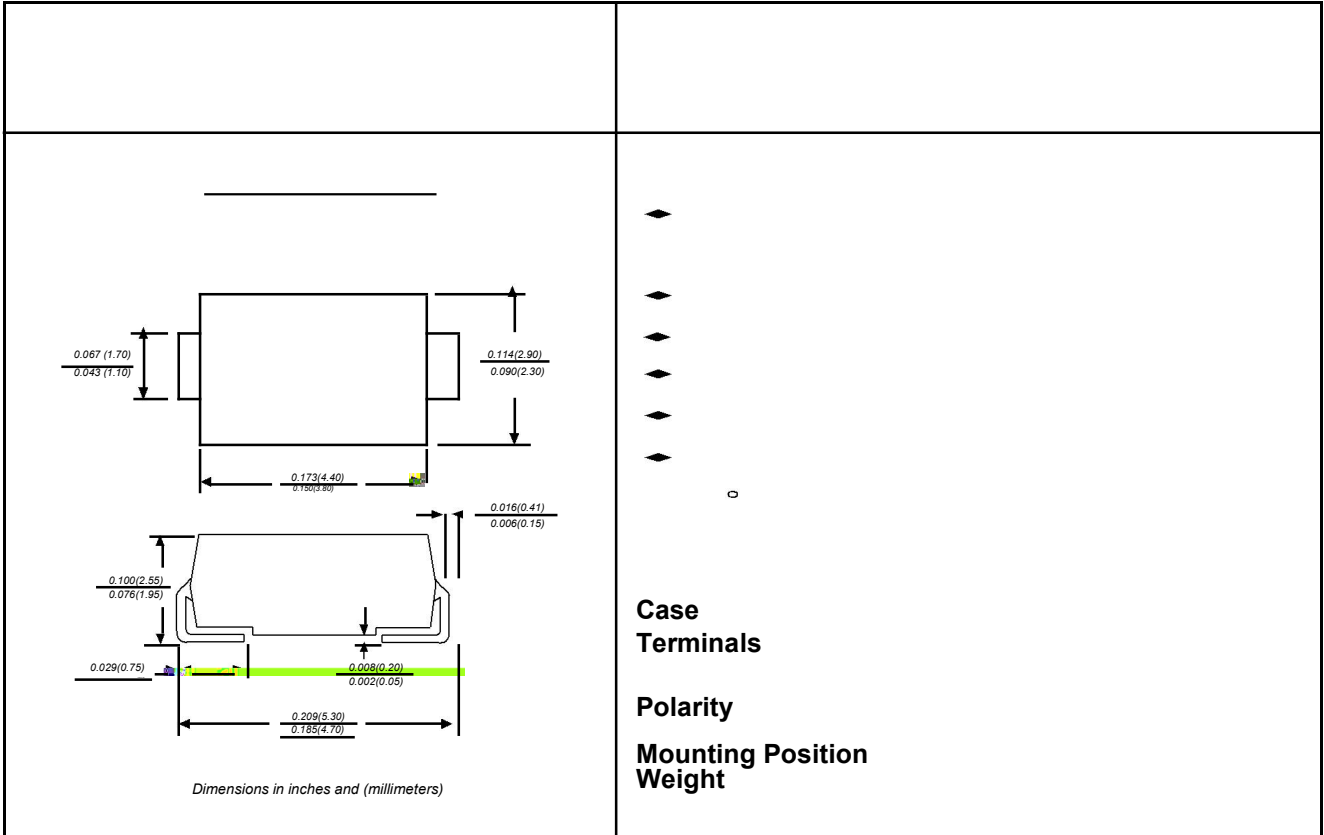 0.067 (1.70)
0.043 (1.10)
0.114(2.90)
0.090(2.30)
0.173(4.40)
0.150(3.80)
0.016(0.41)
0.006(0.15)
0.100(2.55)
0.076(1.95)
0.029(0.75)
0.008(0.20)
0.002(0.05)
0.209(5.30)
0.185(4.70)
Dimensions in inches and (millimeters)
Case
Terminals
Polarity
Mounting Position
Weight